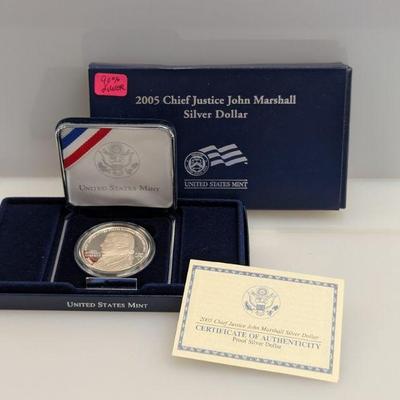 90%
SILVER
2005 Chief Justice John Marshall
Silver Dollar
UNITED STATES MINT
UNITED STATES MINT
UNITED STATES MINT
2005 Chief Justice John Marshall Silver Dollar
CERTIFICATE OF AUTHENTICITY
Proof Silver Dollar